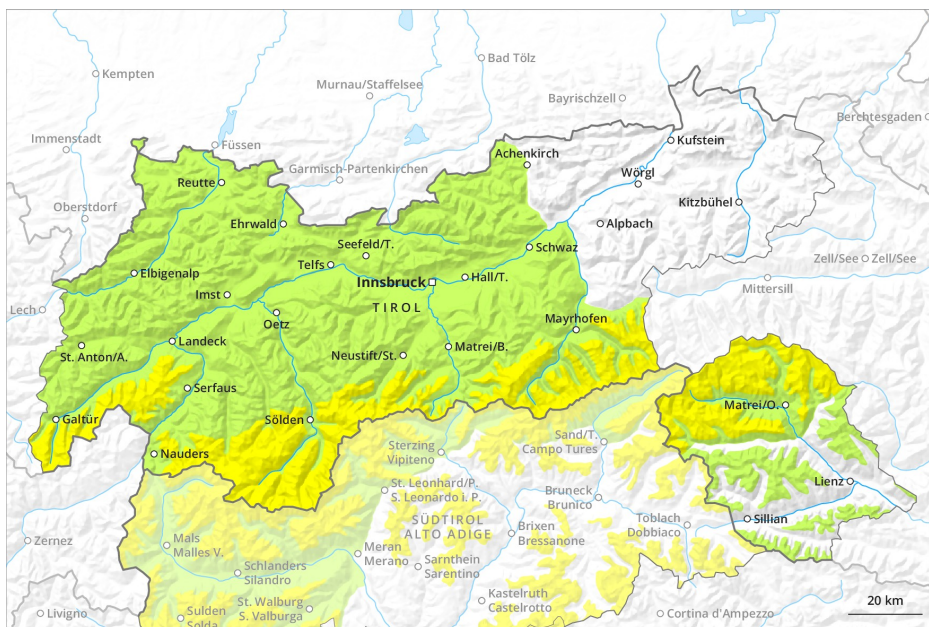 Kempten
Bad Tölz
Murnau/Staffelsee
Bayrischzell
Berchtesgaden
Immenstadt
Füssen
Kufstein
Achenkirch
Garmisch-Partenkirchen
Wörgl
Reutte
Oberstdorf
Kitzbühel
Ehrwald
Alpbach
Seefeld/T.
Schwaz
Zell/See
Zell/See
Telfs
Elbigenalp
Innsbruck
Hall/T.
Mittersill
Imst
Lech
TIROL
Oetz
Mayrhofen
Landeck
St. Anton/A.
Neustift/St.
Matrei/B.
Serfaus
Matrei/O.
Galtür
Sölden
Sterzing
Vipiteno
Sand/T.
Campo Tures
Nauders
Lienz
St. Leonhard/P.
S. Leonardo i. P.
Bruneck
Brunico
Sillian
SÜDTIROL
ALTO ADIGE
Toblach
Dobbiaco
Brixen
Bressanone
Zernez
Mals
Malles V.
Meran
Merano
Sarnthein
Sarentino
Schlanders
Silandro
Kastelruth
Castelrotto
St. Walburg
S. Valburga
Livigno
Sulden
Solda
Cortina d'Ampezzo
20 km